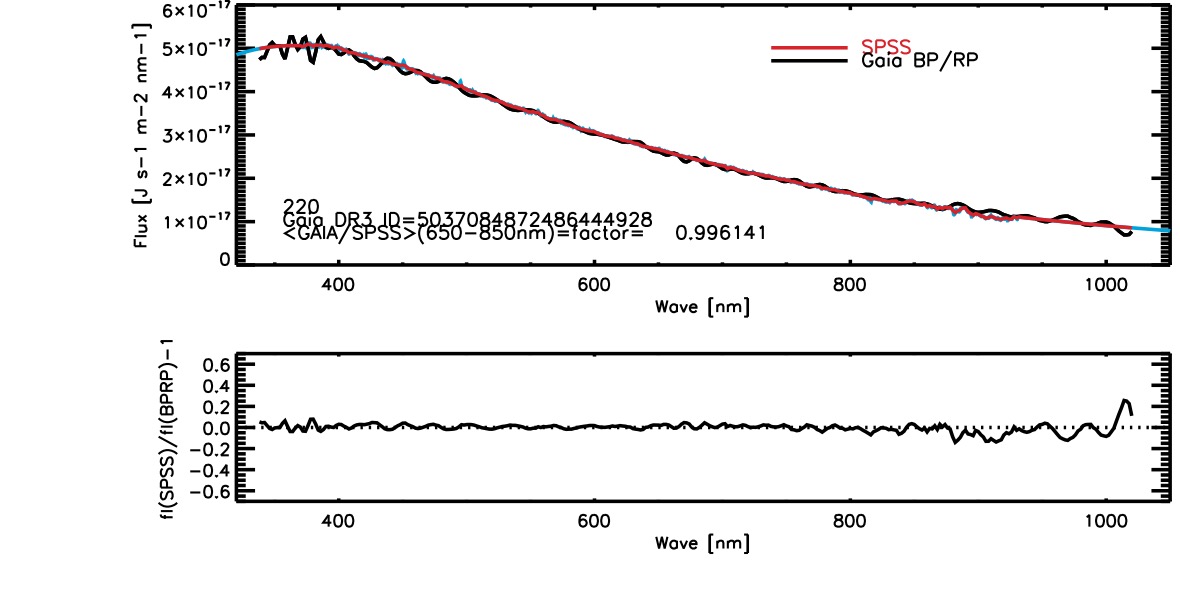 6×10⁻¹⁷
5×10⁻¹⁷
4×10⁻¹⁷
3×10⁻¹⁷
2×10⁻¹⁷
1×10⁻¹⁷
0
Flux [J s−1 m−2 nm−1]
SPSS
Gaia BP/RP
220
Gaia DR3 ID=5037084872486444928
<GAIA/SPSS>(650−850nm)=factor= 0.996141
400 600 800 1000
Wave [nm]
fl(SPSS)/fl(BPRP)−1
0.6
0.4
0.2
0.0
−0.2
−0.4
−0.6
400 600 800 1000
Wave [nm]